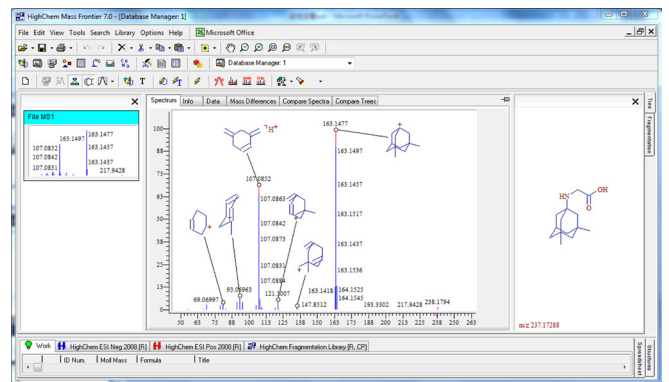 HighChem Mass Frontier 7.0 - [Database Manager: 1]
File Edit View Tools Search Library Options Help Microsoft Office
Database Manager: 1
Spectrum Info Data Mass Differences Compare Spectra Compare Trees
Tree
Fragmentation
File MS1
163.1477
163.1497
163.1457
107.0852
107.0842
163.1437
107.0831
217.9428
100
88
75
63
50
38
25
13
0
163.1477
163.1497
163.1457
163.1517
163.1437
163.1536
163.1418
164.1525
164.1543
H+
107.0852
107.0863
107.0842
107.0873
107.0831
107.0884
69.06997
93.06963
121.1007
147.8512
193.3302
217.9428
238.1794
50 63 75 88 100 113 125 138 150 163 175 188 200 213 225 238 250 263
HN
OH
O
m/z 237.17288
Work HighChem ESI Neg 2008 [R] HighChem ESI Pos 2008 [R] HighChem Fragmentation Library [R, CP]
ID Num. Mol Mass Formula Title
Structures
Spreadsheet